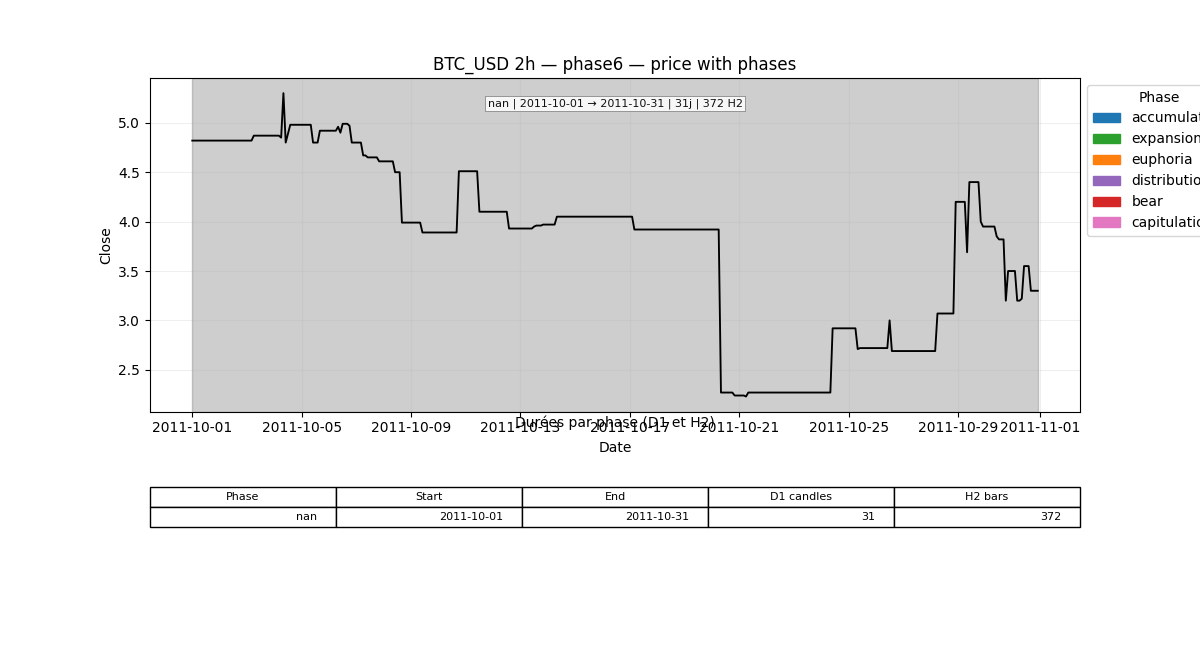 BTC_USD 2h — phase6 — price with phases
nan | 2011-10-01 → 2011-10-31 | 31j | 372 H2
Phase
accumulat
expansion
euphoria
distributio
bear
capitulatio
Close
5.0
4.5
4.0
3.5
3.0
2.5
2011-10-01 2011-10-05 2011-10-09 2011-10-13 2011-10-17 2011-10-21 2011-10-25 2011-10-29 2011-11-01
Durées par phase (D1 et H2)
Date
Phase Start End D1 candles H2 bars
nan 2011-10-01 2011-10-31 31 372